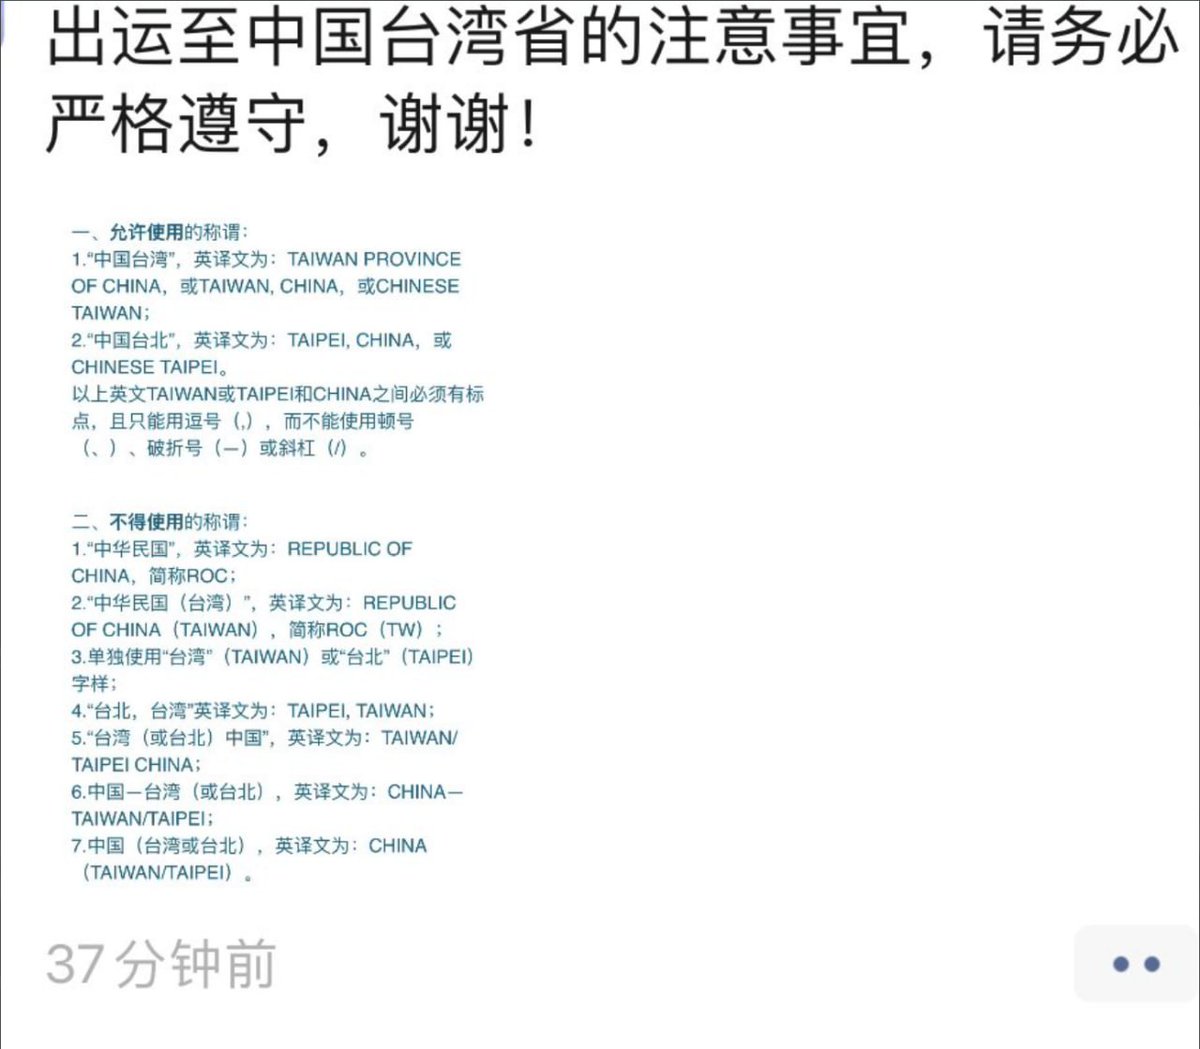 出运至中国台湾省的注意事宜，请务必
严格遵守，谢谢！
一、允许使用的称谓：
1.“中国台湾”，英译文为：TAIWAN PROVINCE
OF CHINA，或TAIWAN, CHINA，或CHINESE
TAIWAN；
2.“中国台北”，英译文为：TAIPEI, CHINA，或
CHINESE TAIPEI。
以上英文TAIWAN或TAIPEI和CHINA之间必须有标
点，且只能用逗号（,），而不能使用顿号
（、）、破折号（—）或斜杠（/）。
二、不得使用的称谓：
1.“中华民国”，英译文为：REPUBLIC OF
CHINA，简称ROC；
2.“中华民国（台湾）”，英译文为：REPUBLIC
OF CHINA（TAIWAN），简称ROC（TW）；
3.单独使用“台湾”（TAIWAN）或“台北”（TAIPEI）
字样；
4.“台北，台湾”英译文为：TAIPEI, TAIWAN；
5.“台湾（或台北）中国”，英译文为：TAIWAN/
TAIPEI CHINA；
6.中国—台湾（或台北），英译文为：CHINA—
TAIWAN/TAIPEI；
7.中国（台湾或台北），英译文为：CHINA
（TAIWAN/TAIPEI）。
37分钟前